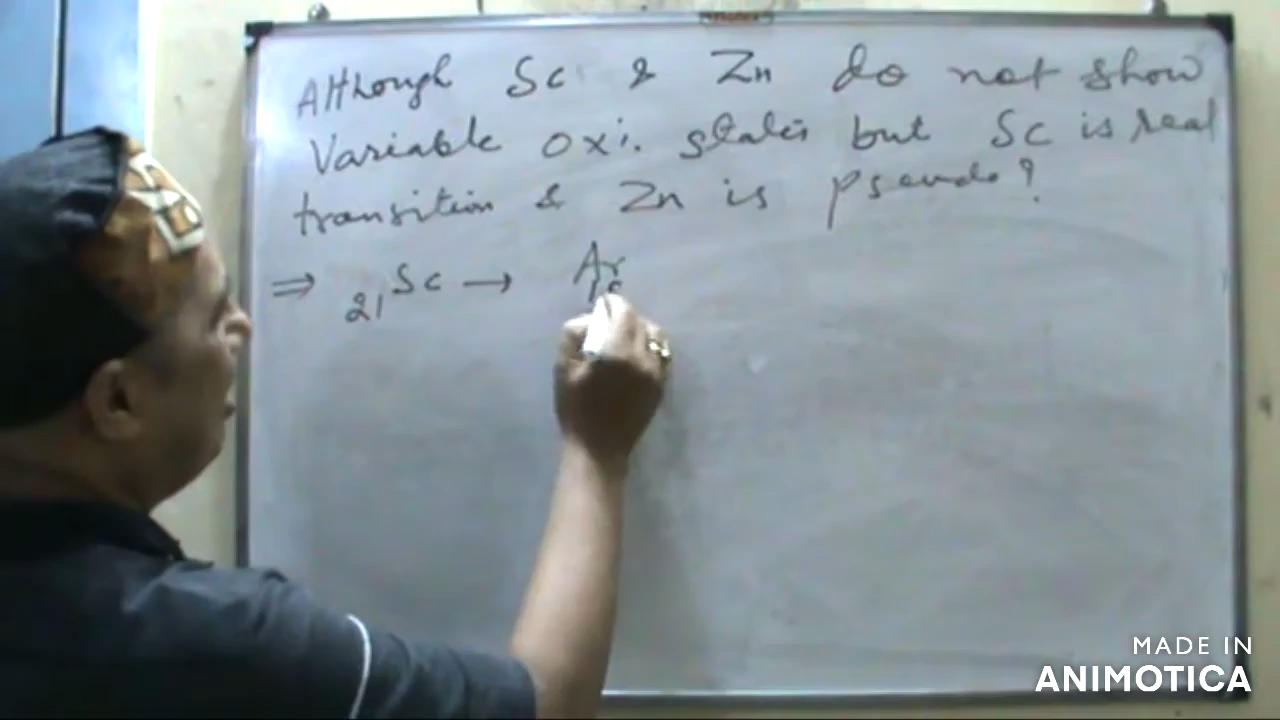 Although Sc & Zn do not show
Variable oxi. states but Sc is real
transition & Zn is pseudo?
⇒ 21Sc → Ar
18
MADE IN
ANIMOTICA